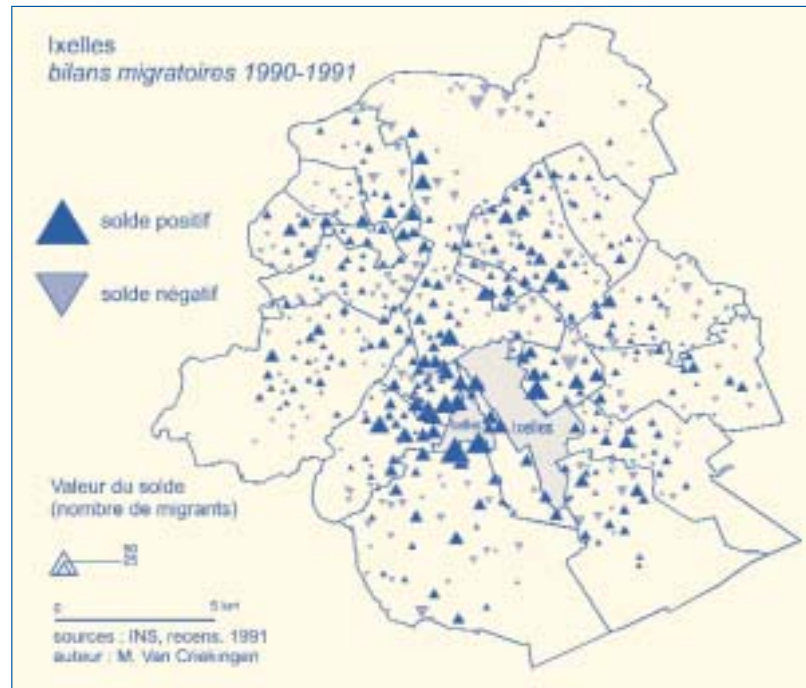 Ixelles
bilans migratoires 1990-1991
solde positif
solde négatif
Ixelles
Valeur du solde
(nombre de migrants)
0 5 km
sources : INS, recens. 1991
auteur : M. Van Criekingen